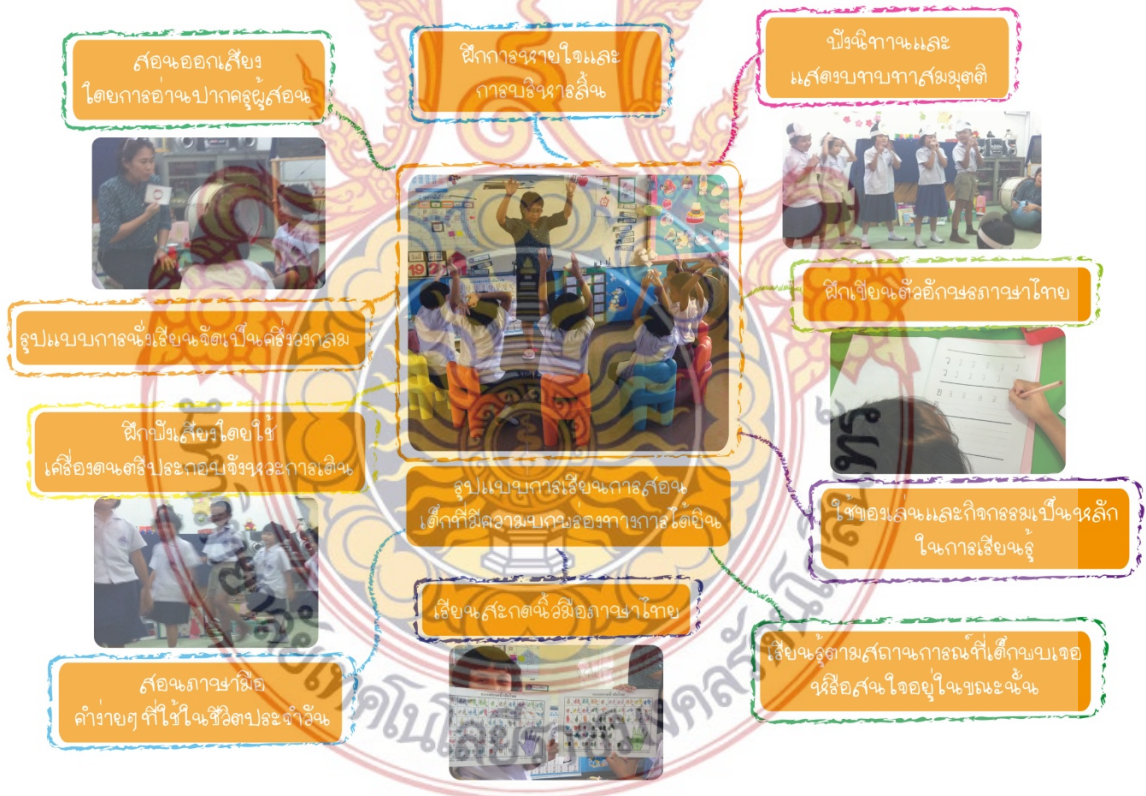 สอนออกเสียง
โดยการอ่านปากครูผู้สอน
ฝึกการหายใจและ
การบริหารลิ้น
ฟังนิทานและ
แสดงบทบาทสมมุตติ
ฝึกเขียนตัวอักษรภาษาไทย
รูปแบบการนั่งเรียนจัดเป็นครึ่งวงกลม
ฝึกฟังเสียงโดยใช้
เครื่องดนตรีประกอบจังหวะการเดิน
รูปแบบการเรียนการสอน
เด็กที่มีความบกพร่องทางการได้ยิน
ใช้ของเล่นและกิจกรรมเป็นหลัก
ในการเรียนรู้
เรียนสะกดนิ้วมือภาษาไทย
เรียนรู้ตามสถานการณ์ที่เด็กพบเจอ
หรือสนใจอยู่ในขณะนั้น
สอนภาษามือ
คำง่ายๆ ที่ใช้ในชีวิตประจำวัน